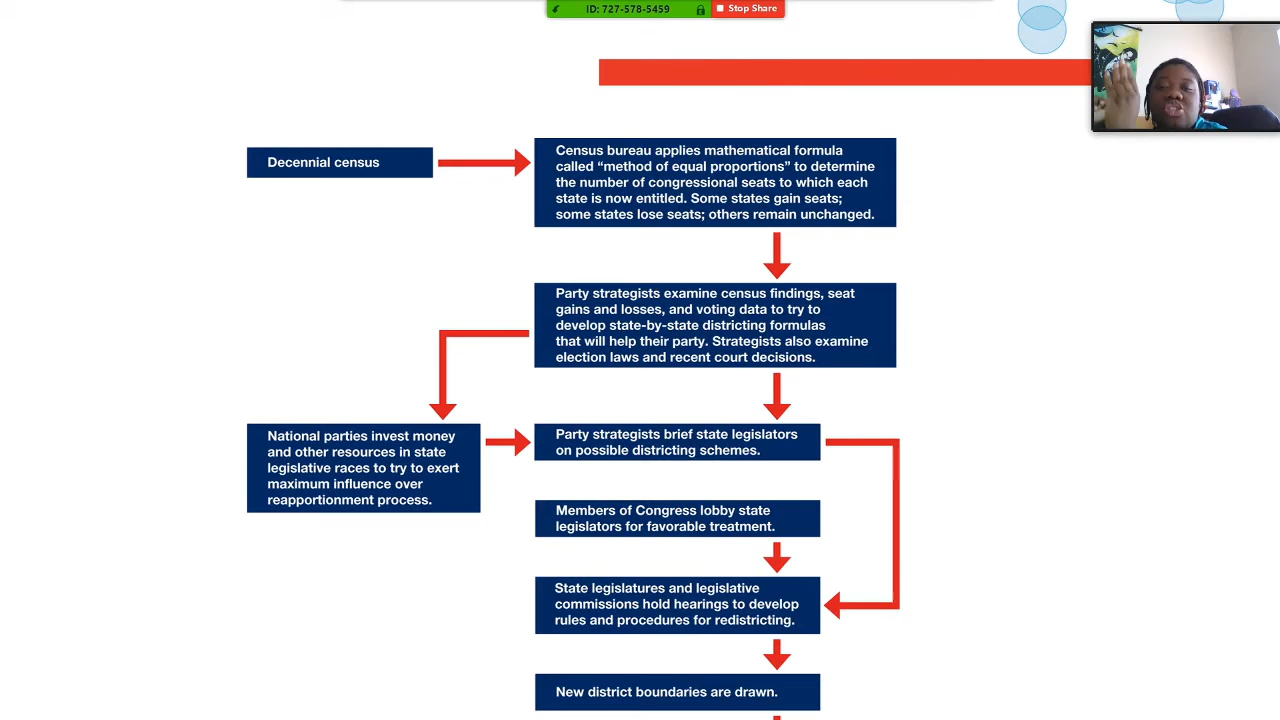 ID: 727-578-5459
Stop Share
Decennial census
Census bureau applies mathematical formula
called “method of equal proportions” to determine
the number of congressional seats to which each
state is now entitled. Some states gain seats;
some states lose seats; others remain unchanged.
Party strategists examine census findings, seat
gains and losses, and voting data to try to
develop state-by-state districting formulas
that will help their party. Strategists also examine
election laws and recent court decisions.
National parties invest money
and other resources in state
legislative races to try to exert
maximum influence over
reapportionment process.
Party strategists brief state legislators
on possible districting schemes.
Members of Congress lobby state
legislators for favorable treatment.
State legislatures and legislative
commissions hold hearings to develop
rules and procedures for redistricting.
New district boundaries are drawn.